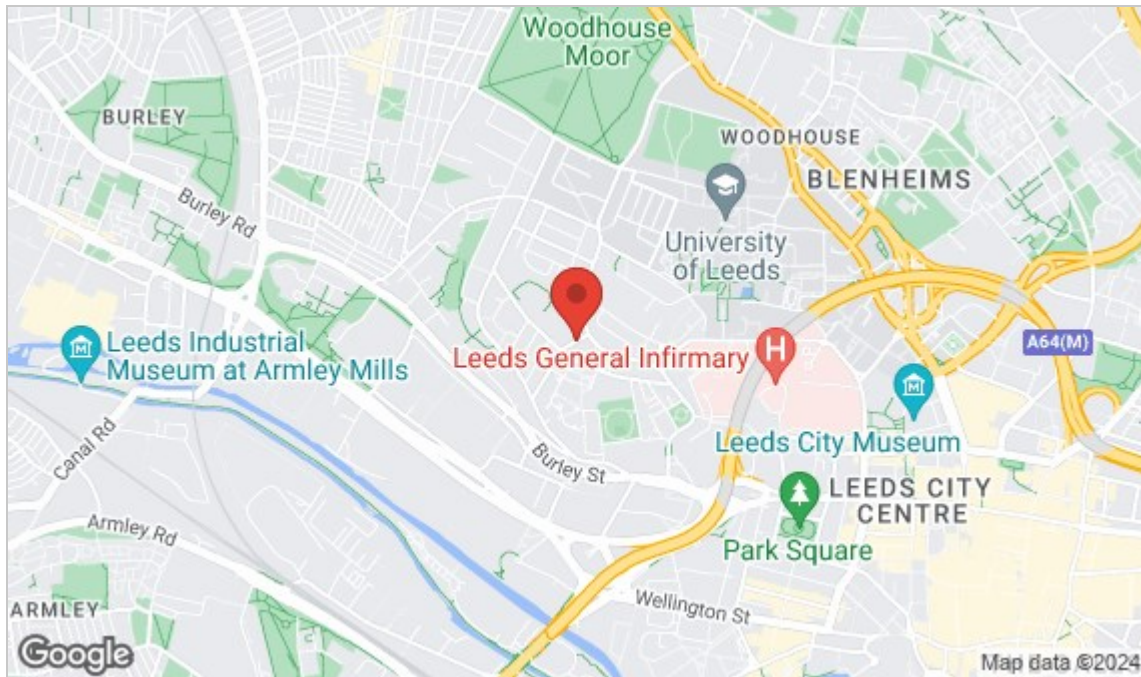 Woodhouse
Moor
BURLEY
WOODHOUSE
BLENHEIMS
Burley Rd
University
of Leeds
Leeds Industrial
Museum at Armley Mills
Leeds General Infirmary
H
A64(M)
M
M
Leeds City Museum
Canal Rd
Burley St
LEEDS CITY
CENTRE
Armley Rd
Park Square
Wellington St
ARMLEY
Google
Map data ©2024